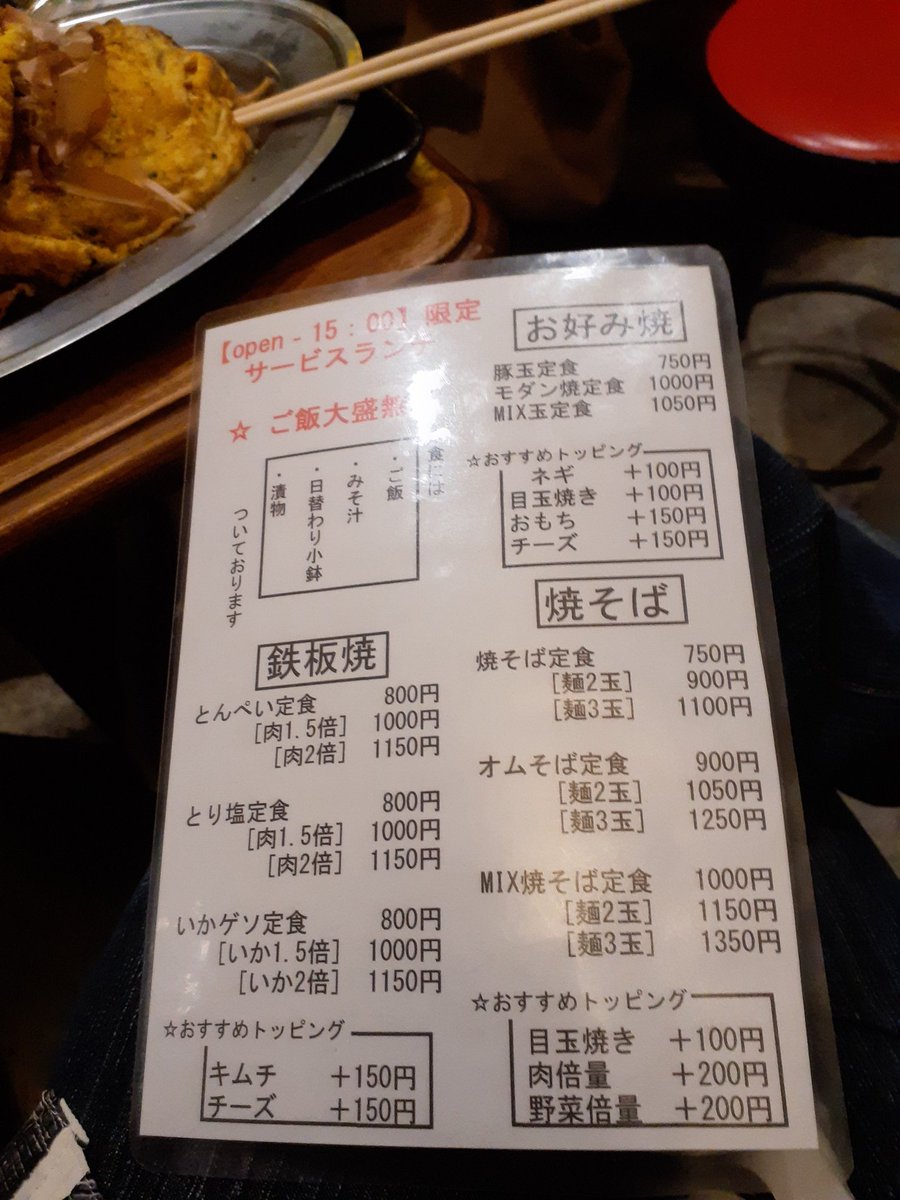 【open - 15：00】限定
サービスラン
☆ ご飯大盛
食には
・ご飯
・みそ汁
・日替わり小鉢
・漬物
ついております
鉄板焼
とんぺい定食 800円
[肉1.5倍] 1000円
[肉2倍] 1150円
とり塩定食 800円
[肉1.5倍] 1000円
[肉2倍] 1150円
いかゲソ定食 800円
[いか1.5倍] 1000円
[いか2倍] 1150円
☆おすすめトッピング
キムチ ＋150円
チーズ ＋150円
お好み焼
豚玉定食 750円
モダン焼定食 1000円
MIX玉定食 1050円
☆おすすめトッピング
ネギ ＋100円
目玉焼き ＋100円
おもち ＋150円
チーズ ＋150円
焼そば
焼そば定食 750円
[麺2玉] 900円
[麺3玉] 1100円
オムそば定食 900円
[麺2玉] 1050円
[麺3玉] 1250円
MIX焼そば定食 1000円
[麺2玉] 1150円
[麺3玉] 1350円
☆おすすめトッピング
目玉焼き ＋100円
肉倍量 ＋200円
野菜倍量 ＋200円